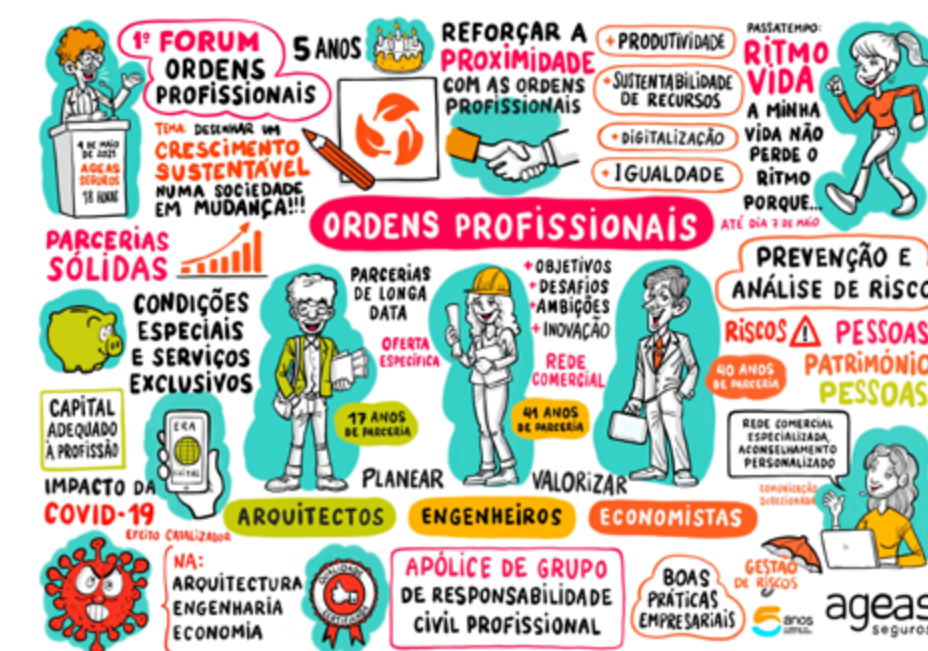 1º FORUM
ORDENS
PROFISSIONAIS
TEMA: DESENHAR UM
CRESCIMENTO
SUSTENTÁVEL
NUMA SOCIEDADE
EM MUDANÇA!!!
4 DE MAIO
DE 2021
AGEAS
SEGUROS
18 HORAS
5 ANOS
REFORÇAR A
PROXIMIDADE
COM AS ORDENS
PROFISSIONAIS
+ PRODUTIVIDADE
+ SUSTENTABILIDADE
DE RECURSOS
+ DIGITALIZAÇÃO
+ IGUALDADE
PASSATEMPO:
RITMO
VIDA
A MINHA
VIDA NÃO
PERDE O
RITMO
PORQUE...
ATÉ DIA 7 DE MAIO
ORDENS PROFISSIONAIS
PARCERIAS
SÓLIDAS
CONDIÇÕES
ESPECIAIS
E SERVIÇOS
EXCLUSIVOS
CAPITAL
ADEQUADO
À PROFISSÃO
ERA
DIGITAL
PARCERIAS
DE LONGA
DATA
OFERTA
ESPECÍFICA
17 ANOS
DE PARCERIA
PLANEAR
ARQUITECTOS
+ OBJETIVOS
+ DESAFIOS
+ AMBIÇÕES
+ INOVAÇÃO
REDE
COMERCIAL
41 ANOS
DE PARCERIA
VALORIZAR
ENGENHEIROS
40 ANOS
DE PARCERIA
ECONOMISTAS
PREVENÇÃO E
ANÁLISE DE RISCO
RISCOS
PESSOAS
PATRIMÓNIO
PESSOAS
REDE COMERCIAL
ESPECIALIZADA,
ACONSELHAMENTO
PERSONALIZADO
COMUNICAÇÃO
DIRECIONADA
IMPACTO DA
COVID-19
EFEITO CATALIZADOR
NA:
ARQUITECTURA
ENGENHARIA
ECONOMIA
QUALIDADE
APÓLICE DE GRUPO
DE RESPONSABILIDADE
CIVIL PROFISSIONAL
BOAS
PRÁTICAS
EMPRESARIAIS
GESTÃO
DE RISCOS
5 anos
ageas
seguros